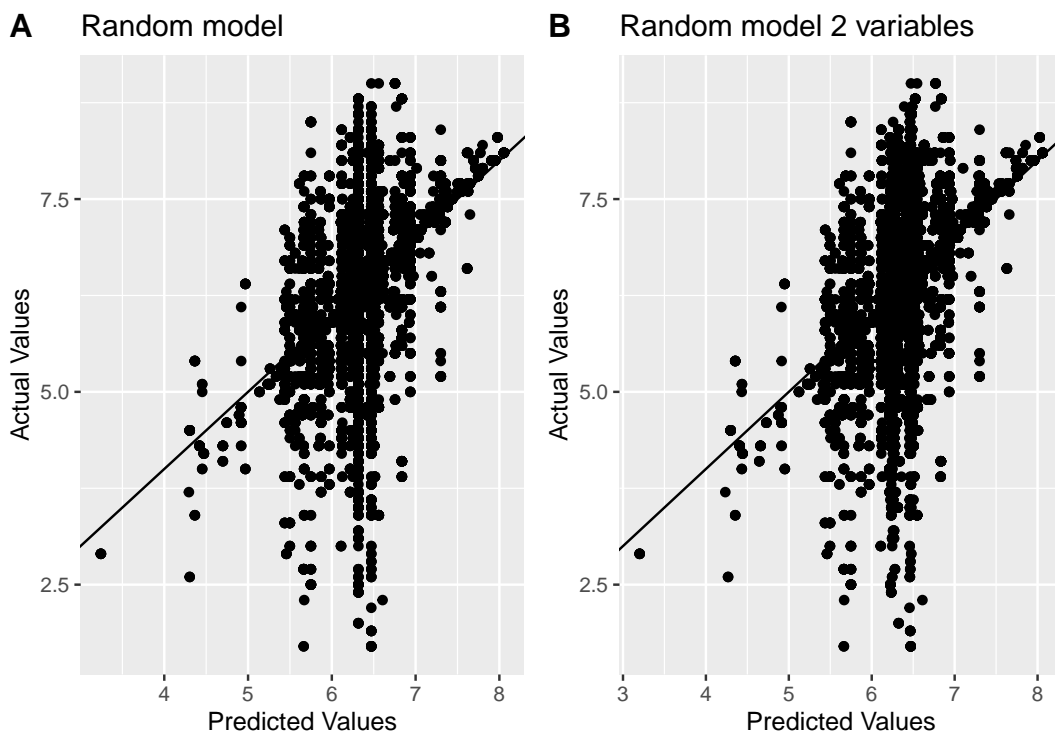 A Random model
Actual Values
7.5
5.0
2.5
4 5 6 7 8
Predicted Values
B Random model 2 variables
Actual Values
7.5
5.0
2.5
3 4 5 6 7 8
Predicted Values